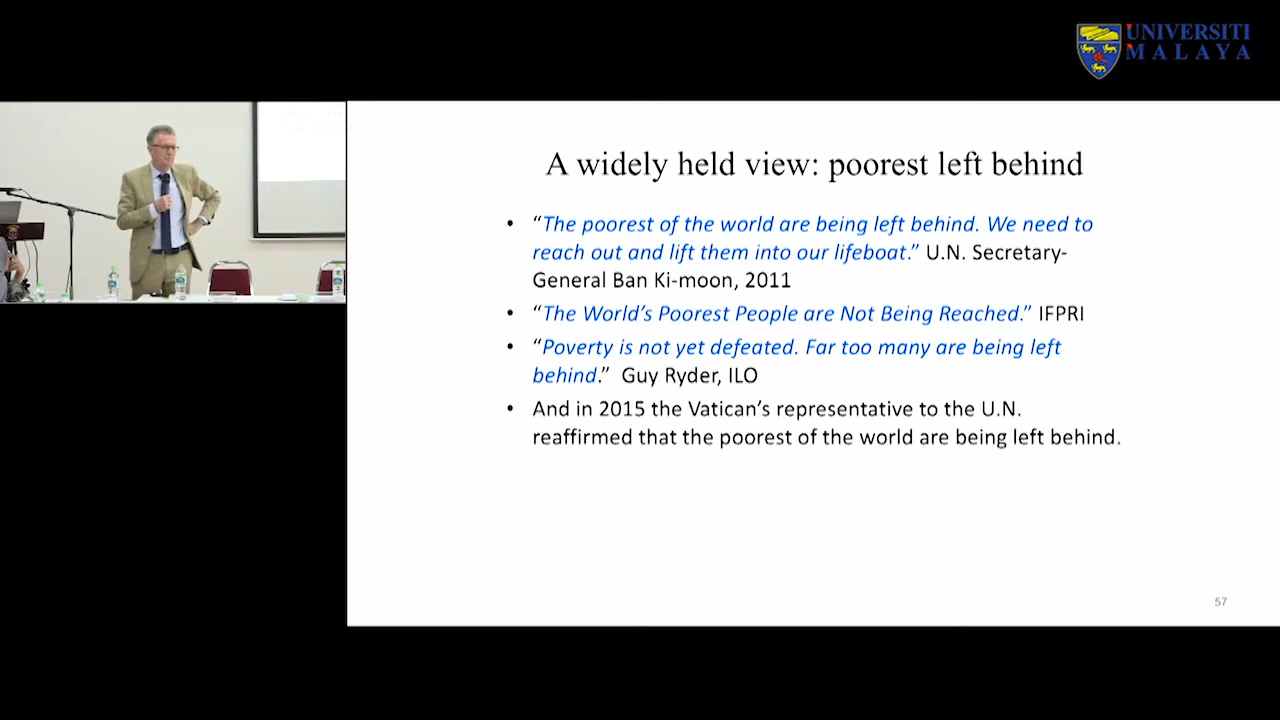 UNIVERSITI
MALAYA
A widely held view: poorest left behind
• “The poorest of the world are being left behind. We need to
reach out and lift them into our lifeboat.” U.N. Secretary-
General Ban Ki-moon, 2011
• “The World’s Poorest People are Not Being Reached.” IFPRI
• “Poverty is not yet defeated. Far too many are being left
behind.” Guy Ryder, ILO
• And in 2015 the Vatican’s representative to the U.N.
reaffirmed that the poorest of the world are being left behind.
57